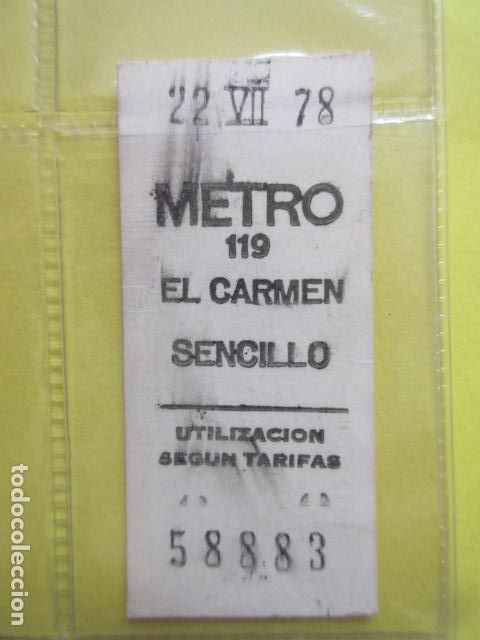 22 VII 78
METRO
119
EL CARMEN
SENCILLO
UTILIZACION
SEGUN TARIFAS
58883
todocoleccion